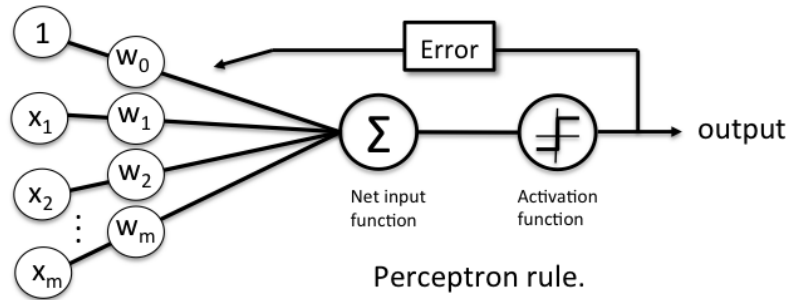 1
w₀
Error
x₁
w₁
Σ
output
x₂
w₂
Net input
function
Activation
function
⋮
wₘ
xₘ
Perceptron rule.